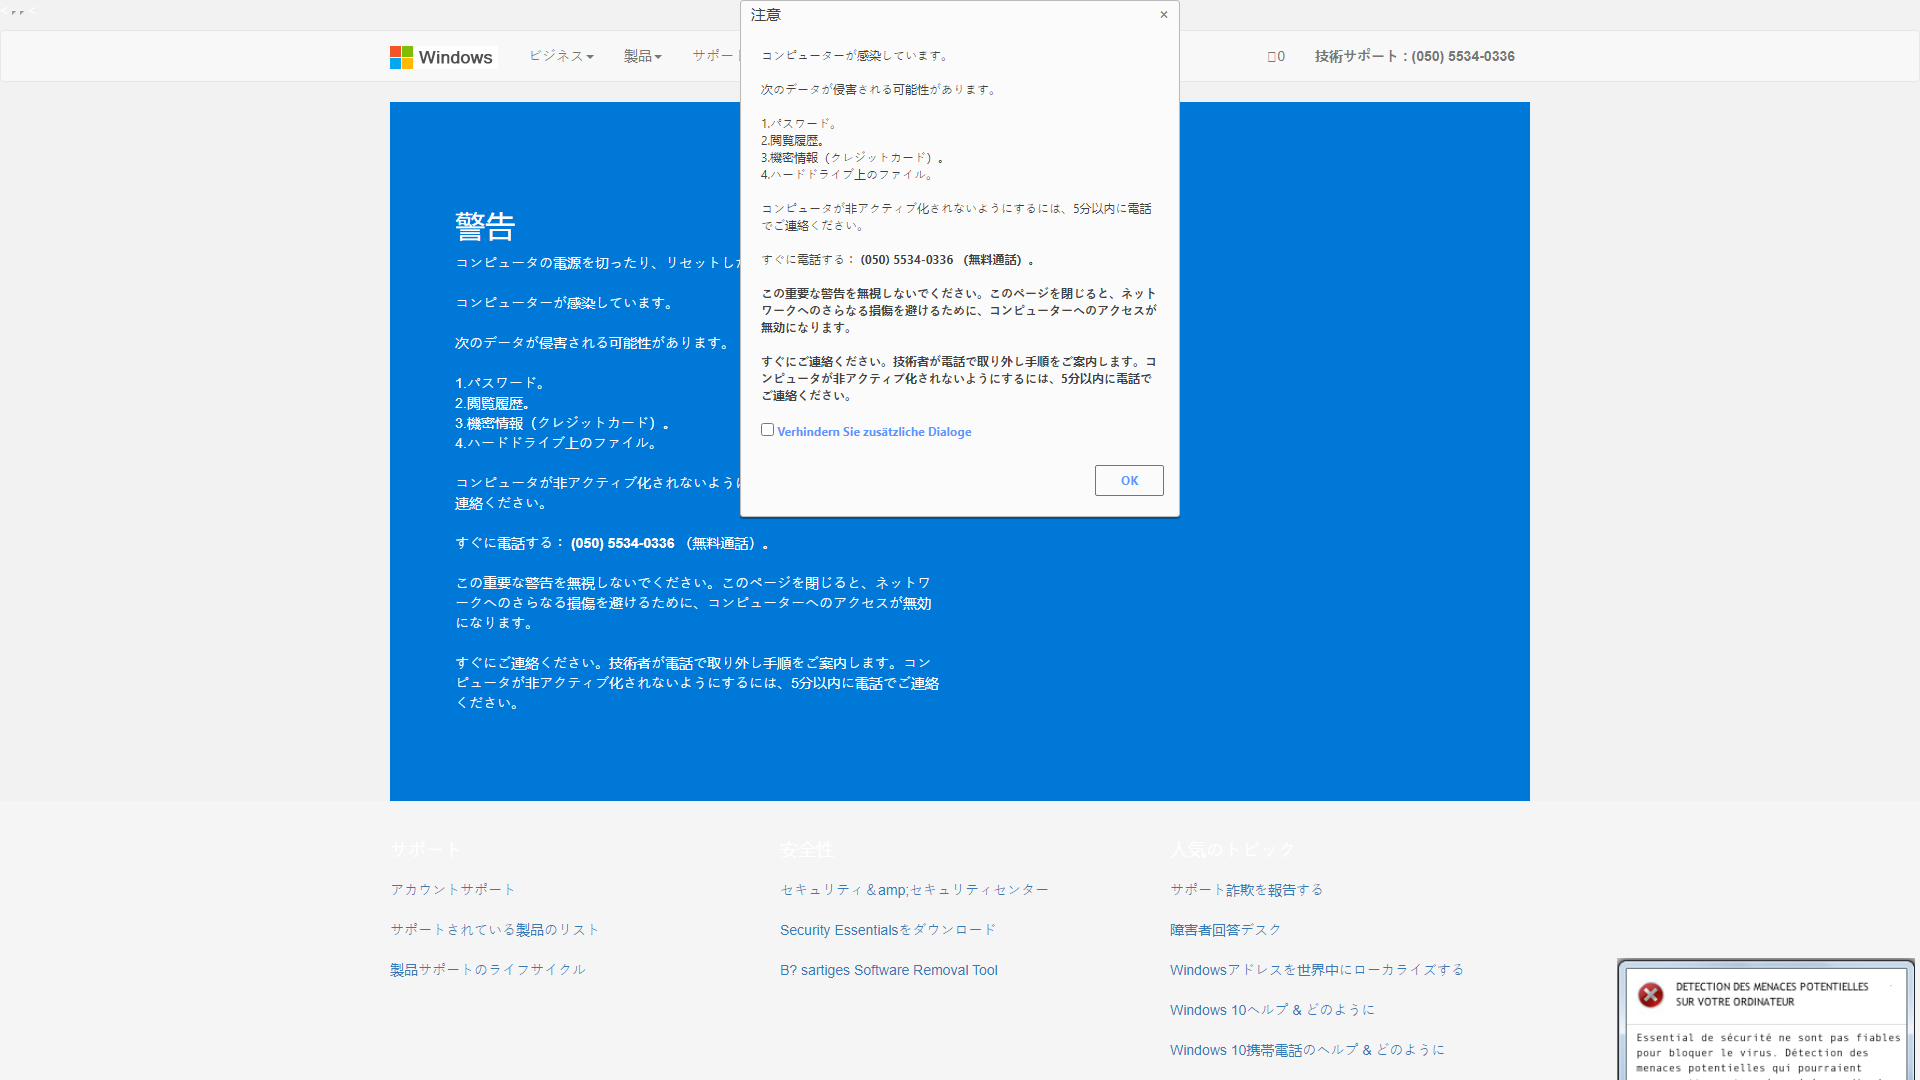 Windows
ビジネス
製品
サポート
0
技術サポート : (050) 5534-0336
注意
×
コンピューターが感染しています。
次のデータが侵害される可能性があります。
1.パスワード。
2.閲覧履歴。
3.機密情報（クレジットカード）。
4.ハードドライブ上のファイル。
コンピュータが非アクティブ化されないようにするには、5分以内に電話
でご連絡ください。
すぐに電話する： (050) 5534-0336 （無料通話）。
この重要な警告を無視しないでください。このページを閉じると、ネット
ワークへのさらなる損傷を避けるために、コンピューターへのアクセスが
無効になります。
すぐにご連絡ください。技術者が電話で取り外し手順をご案内します。コ
ンピュータが非アクティブ化されないようにするには、5分以内に電話で
ご連絡ください。
Verhindern Sie zusätzliche Dialoge
OK
警告
コンピュータの電源を切ったり、リセットした
コンピューターが感染しています。
次のデータが侵害される可能性があります。
1.パスワード。
2.閲覧履歴。
3.機密情報（クレジットカード）。
4.ハードドライブ上のファイル。
コンピュータが非アクティブ化されないように
連絡ください。
すぐに電話する： (050) 5534-0336 （無料通話）。
この重要な警告を無視しないでください。このページを閉じると、ネットワ
ークへのさらなる損傷を避けるために、コンピューターへのアクセスが無効
になります。
すぐにご連絡ください。技術者が電話で取り外し手順をご案内します。コン
ピュータが非アクティブ化されないようにするには、5分以内に電話でご連絡
ください。
サポート
アカウントサポート
サポートされている製品のリスト
製品サポートのライフサイクル
安全性
セキュリティ＆amp;セキュリティセンター
Security Essentialsをダウンロード
B? sartiges Software Removal Tool
人気のトピック
サポート詐欺を報告する
障害者回答デスク
Windowsアドレスを世界中にローカライズする
Windows 10ヘルプ & どのように
Windows 10携帯電話のヘルプ & どのように
DETECTION DES MENACES POTENTIELLES
SUR VOTRE ORDINATEUR
Essential de sécurité ne sont pas fiables
pour bloquer le virus. Détection des
menaces potentielles qui pourraient